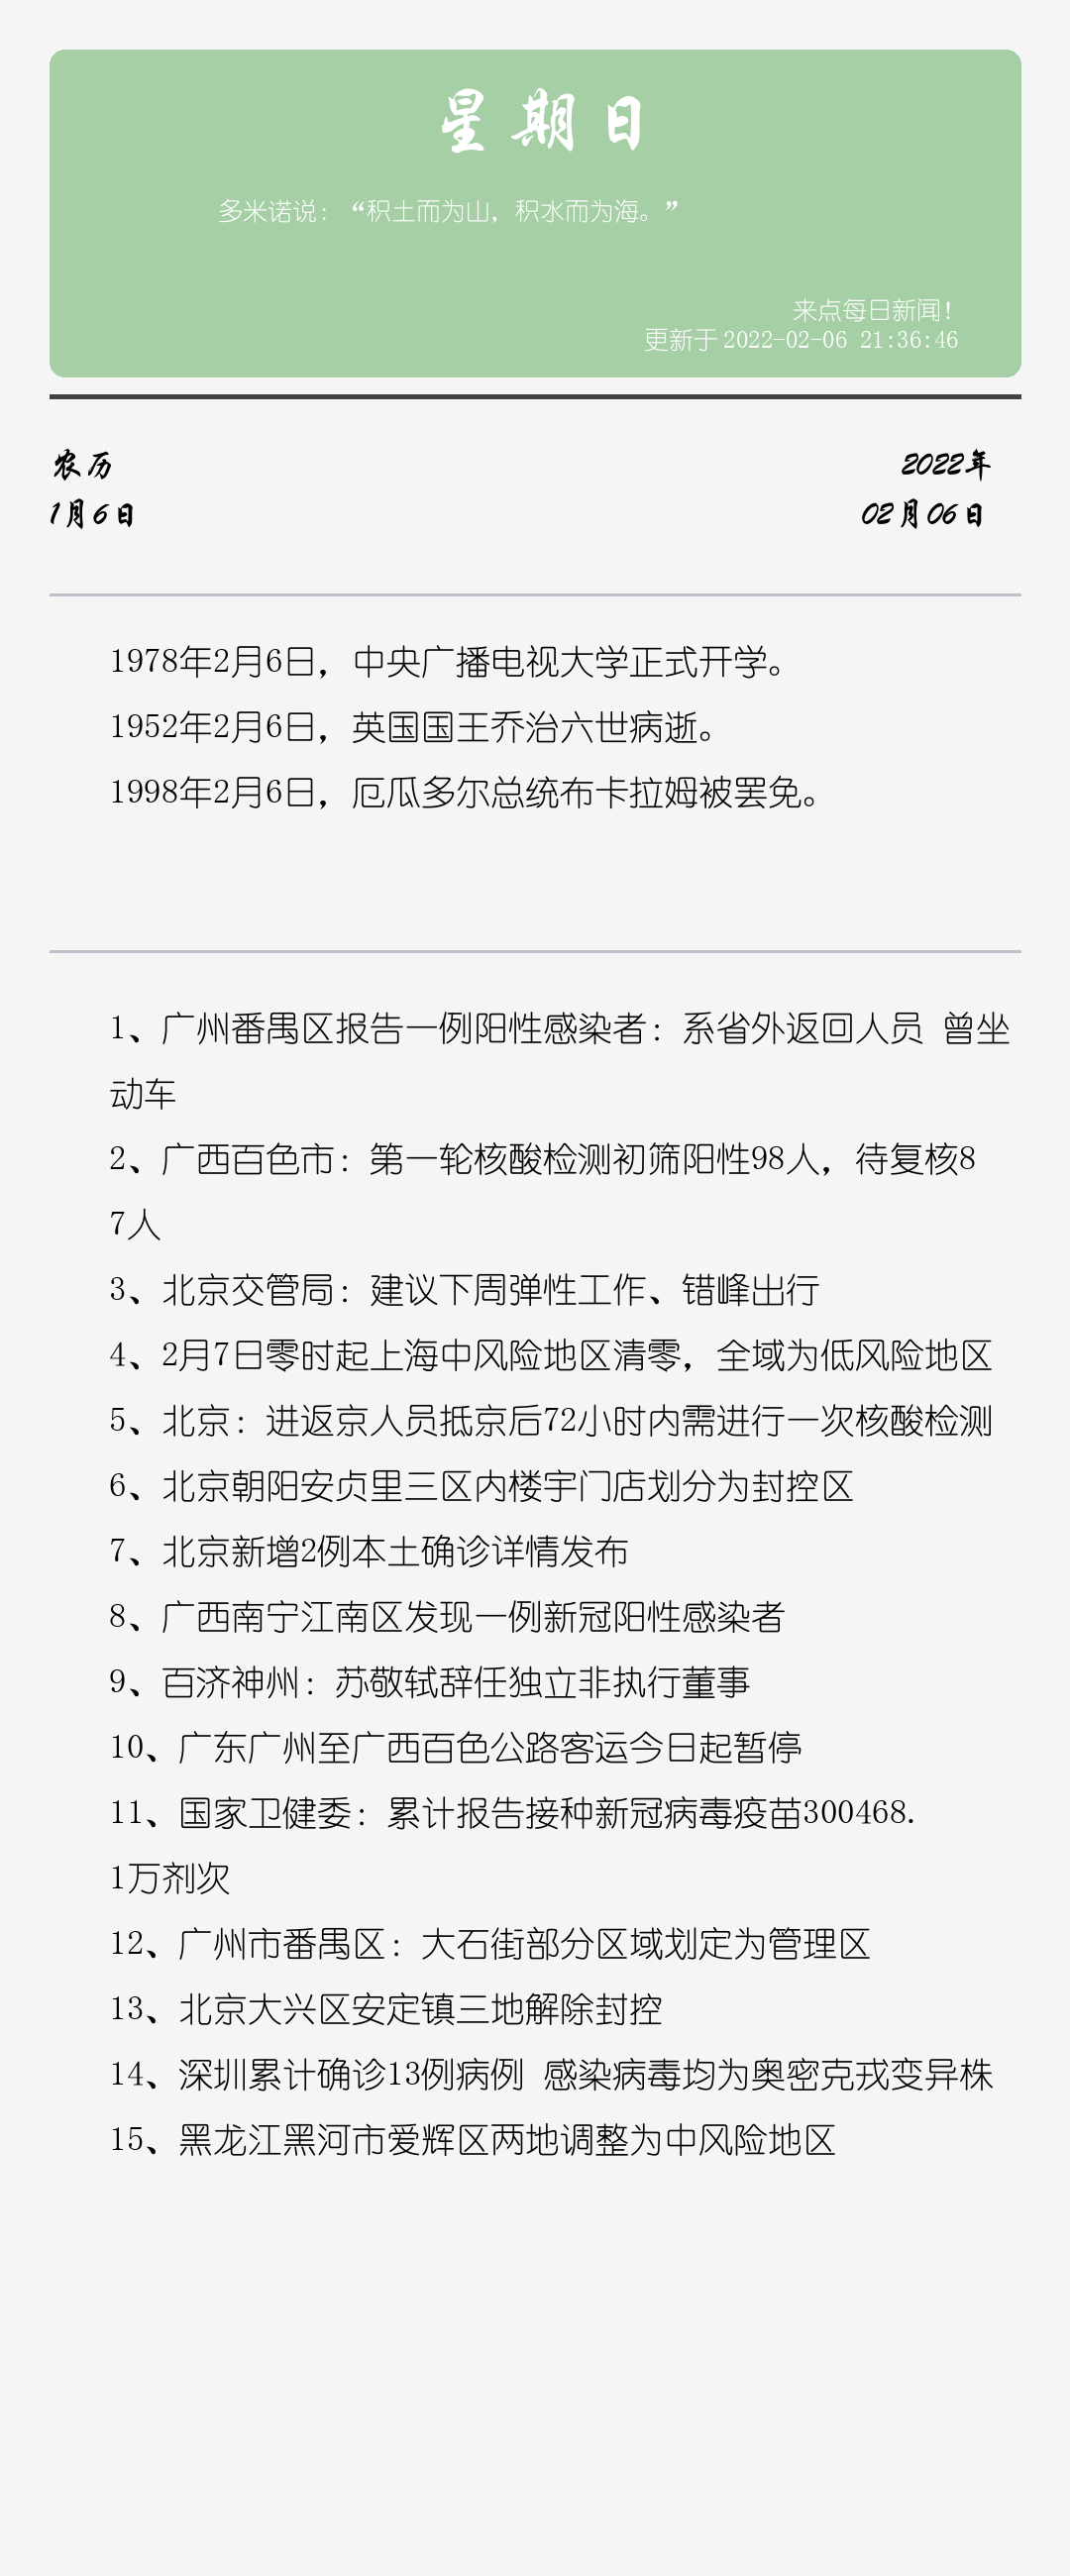 星期日
多米诺说：“积土而为山，积水而为海。”
来点每日新闻！
更新于2022-02-06 21:36:46
农历
2022年
1月6日
02月06日
1978年2月6日，中央广播电视大学正式开学。
1952年2月6日，英国国王乔治六世病逝。
1998年2月6日，厄瓜多尔总统布卡拉姆被罢免。
1、广州番禺区报告一例阳性感染者：系省外返回人员 曾坐
动车
2、广西百色市：第一轮核酸检测初筛阳性98人，待复核8
7人
3、北京交管局：建议下周弹性工作、错峰出行
4、2月7日零时起上海中风险地区清零，全域为低风险地区
5、北京：进返京人员抵京后72小时内需进行一次核酸检测
6、北京朝阳安贞里三区内楼宇门店划分为封控区
7、北京新增2例本土确诊详情发布
8、广西南宁江南区发现一例新冠阳性感染者
9、百济神州：苏敬轼辞任独立非执行董事
10、广东广州至广西百色公路客运今日起暂停
11、国家卫健委：累计报告接种新冠病毒疫苗300468.
1万剂次
12、广州市番禺区：大石街部分区域划定为管理区
13、北京大兴区安定镇三地解除封控
14、深圳累计确诊13例病例 感染病毒均为奥密克戎变异株
15、黑龙江黑河市爱辉区两地调整为中风险地区